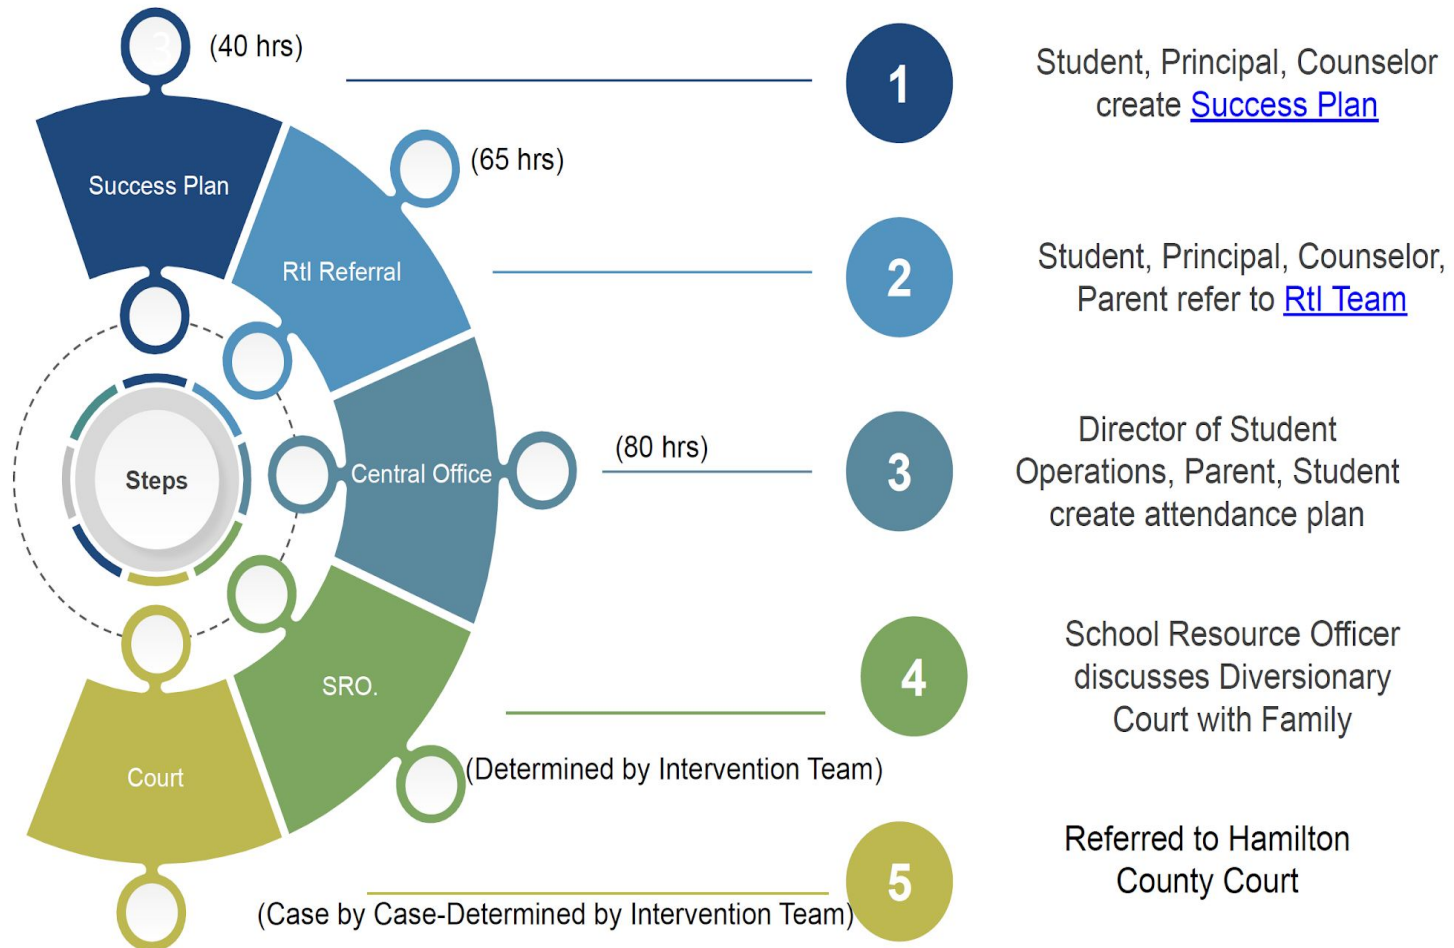 3
(40 hrs)
1
Student, Principal, Counselor
create Success Plan
Success Plan
(65 hrs)
RtI Referral
2
Student, Principal, Counselor,
Parent refer to RtI Team
Steps
Central Office
(80 hrs)
3
Director of Student
Operations, Parent, Student
create attendance plan
SRO.
4
School Resource Officer
discusses Diversionary
Court with Family
(Determined by Intervention Team)
Court
5
Referred to Hamilton
County Court
(Case by Case-Determined by Intervention Team)